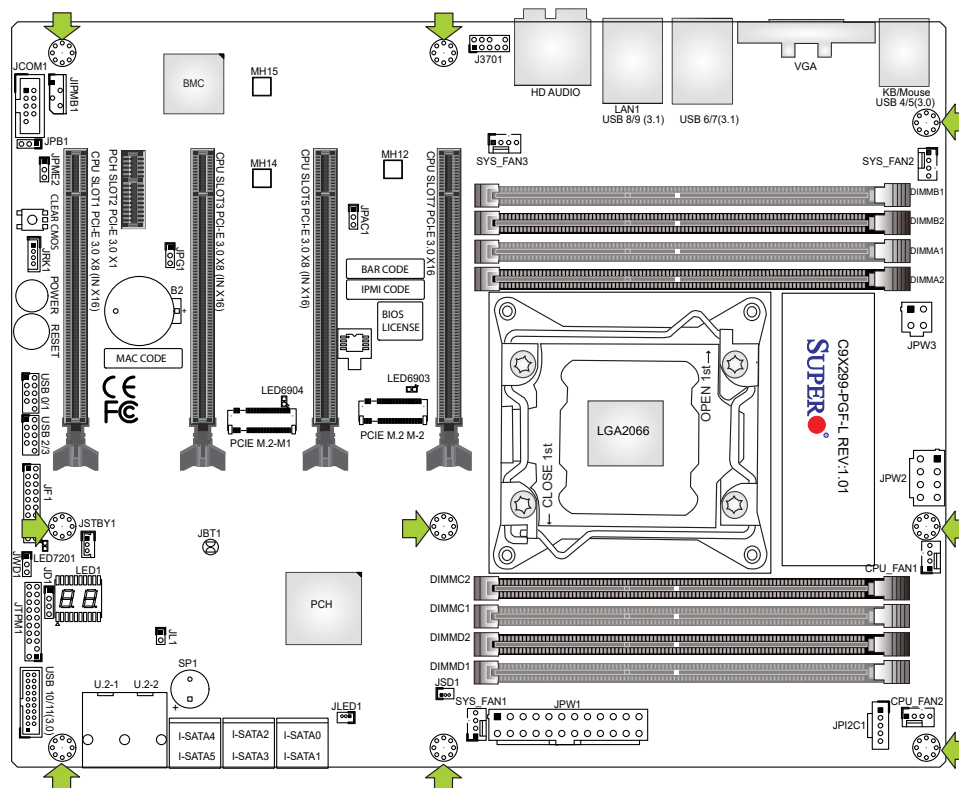 JCOM1
JIPMB1
BMC
MH15
J3701
HD AUDIO
LAN1
USB 8/9 (3.1)
USB 6/7(3.1)
VGA
KB/Mouse
USB 4/5(3.0)
JPB1
JPME2
CLEAR CMOS
JRK1
POWER
RESET
CPU SLOT1 PCI-E 3.0 X8 (IN X16)
PCH SLOT2 PCI-E 3.0 X1
CPU SLOT3 PCI-E 3.0 X8 (IN X16)
MH14
JPG1
B2
+
CPU SLOT5 PCI-E 3.0 X8 (IN X16)
MH12
JPAC1
CPU SLOT7 PCI-E 3.0 X16
SYS_FAN3
SYS_FAN2
DIMMB1
DIMMB2
DIMMA1
DIMMA2
BAR CODE
IPMI CODE
BIOS
LICENSE
MAC CODE
CE
FC
LED6904
PCIE M.2-M1
LED6903
PCIE M.2 M-2
OPEN 1st→
LGA2066
←CLOSE 1st
SUPER
C9X299-PGF-L REV:1.01
JPW3
JPW2
USB 0/1
USB 2/3
JF1
JSTBY1
LED7201
JWD1
JD1
LED1
JTPM1
JBT1
PCH
JL1
CPU_FAN1
DIMMC2
DIMMC1
DIMMD2
DIMMD1
USB 10/11(3.0)
U.2-1
U.2-2
SP1
+
I-SATA4
I-SATA5
I-SATA2
I-SATA3
I-SATA0
I-SATA1
JLED1
JSD1
SYS_FAN1
JPW1
JPI2C1
CPU_FAN2